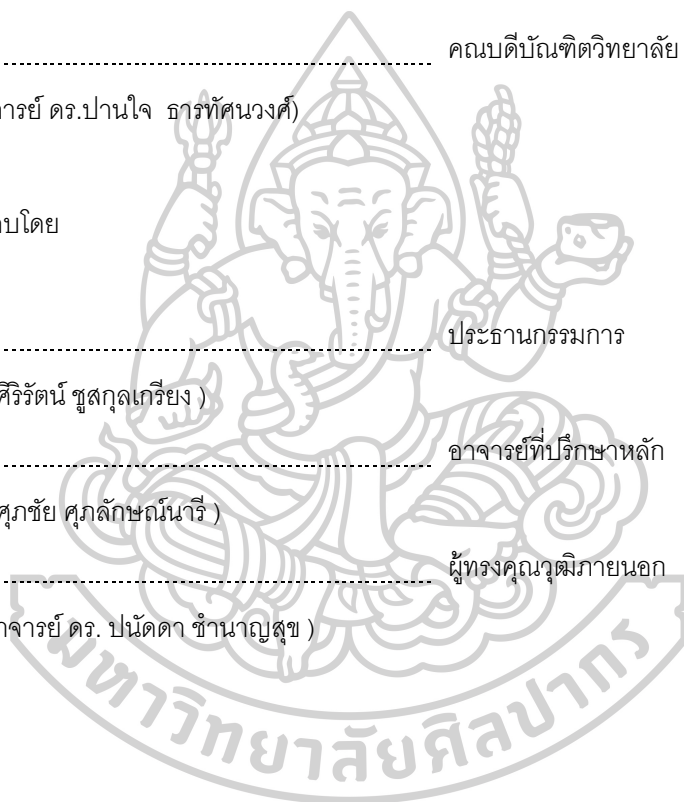 คณบดีบัณฑิตวิทยาลัย
ารย์ ดร.ปานใจ ธารทัศนวงศ์)
บโดย
ประธานกรรมการ
ศิริรัตน์ ชูสกุลเกรียง )
อาจารย์ที่ปรึกษาหลัก
ศุภชัย ศุภลักษณ์นารี )
ผู้ทรงคุณวุฒิภายนอก
าจารย์ ดร. ปนัดดา ชำนาญสุข )
มหาวิทยาลัยศิลปากร